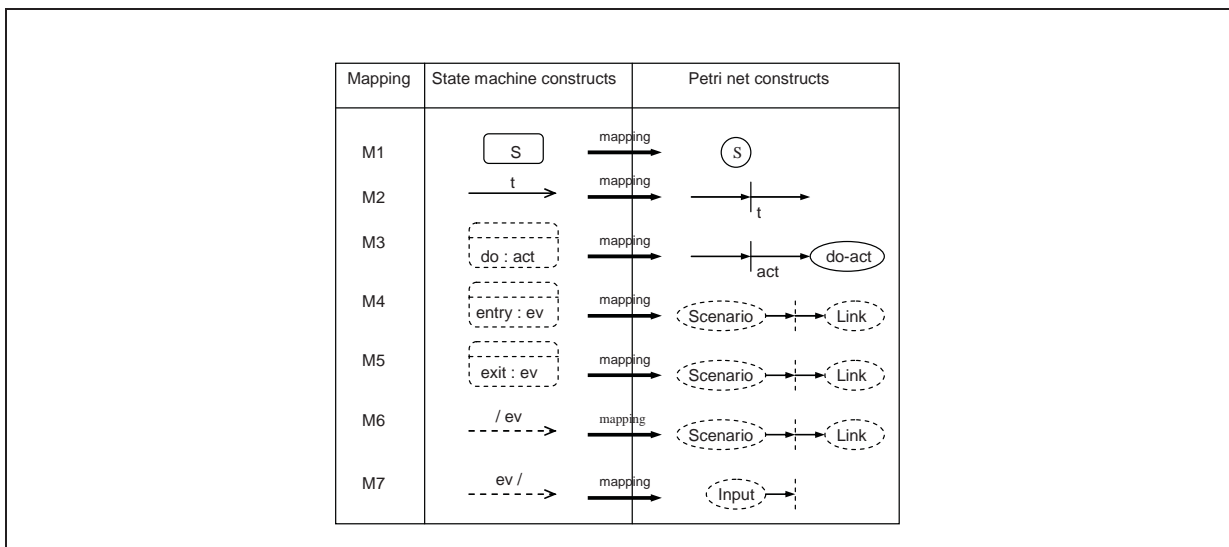 Mapping State machine constructs Petri net constructs
M1 S mapping S
M2 t mapping t
M3 do : act mapping act do-act
M4 entry : ev mapping Scenario Link
M5 exit : ev mapping Scenario Link
M6 / ev mapping Scenario Link
M7 ev / mapping Input